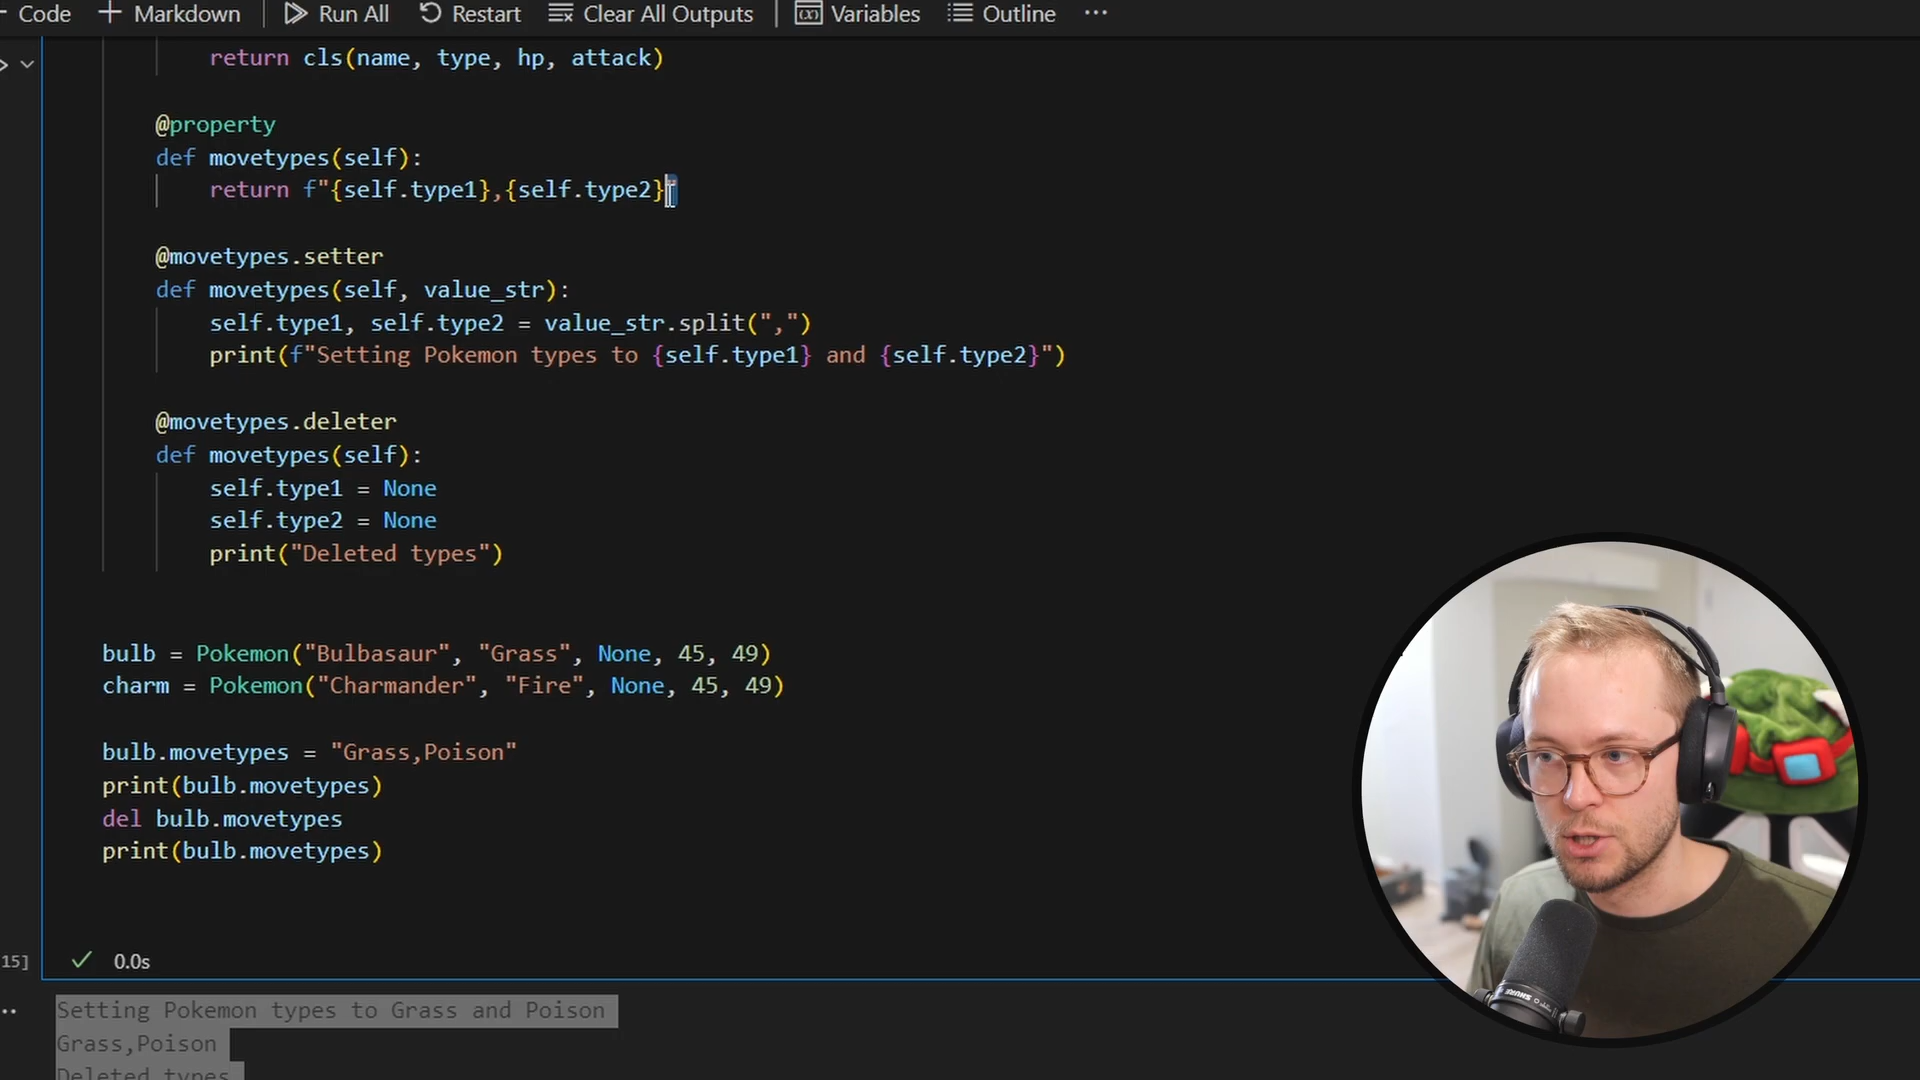 Code Markdown Run All Restart Clear All Outputs Variables Outline ...
return cls(name, type, hp, attack)
@property
def movetypes(self):
return f"{self.type1},{self.type2}"
@movetypes.setter
def movetypes(self, value_str):
self.type1, self.type2 = value_str.split(",")
print(f"Setting Pokemon types to {self.type1} and {self.type2}")
@movetypes.deleter
def movetypes(self):
self.type1 = None
self.type2 = None
print("Deleted types")
bulb = Pokemon("Bulbasaur", "Grass", None, 45, 49)
charm = Pokemon("Charmander", "Fire", None, 45, 49)
bulb.movetypes = "Grass,Poison"
print(bulb.movetypes)
del bulb.movetypes
print(bulb.movetypes)
15] 0.0s
Setting Pokemon types to Grass and Poison
Grass,Poison
Deleted types
SHURE